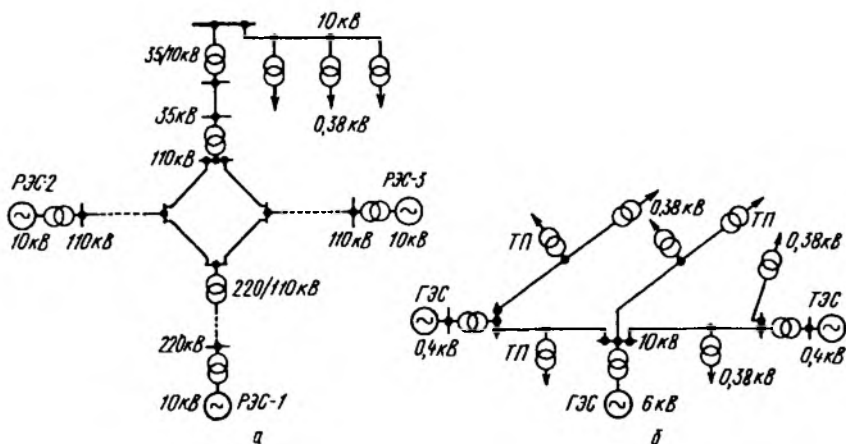 10кВ
35/10кВ
0,38кВ
35кВ
110кВ
РЭС-2
РЭС-3
10кВ
110кВ
110кВ
10кВ
220/110кВ
220кВ
10кВ
РЭС-1
а
0,38кВ
ТП
ТП
0,38кВ
ГЭС
ТЭС
0,4кВ
ТП
10кВ
0,38кВ
0,4кВ
ГЭС
6кВ
б